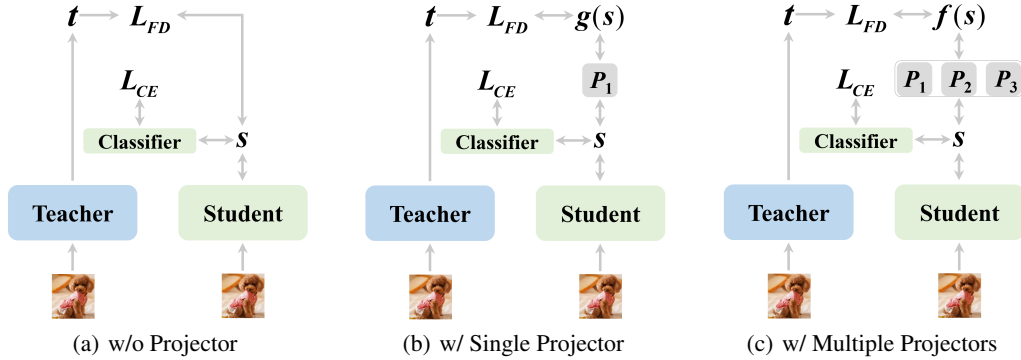 t L_FD
L_CE
Classifier s
Teacher Student
(a) w/o Projector
t L_FD g(s)
P_1
L_CE
Classifier s
Teacher Student
(b) w/ Single Projector
t L_FD f(s)
P_1 P_2 P_3
L_CE
Classifier s
Teacher Student
(c) w/ Multiple Projectors